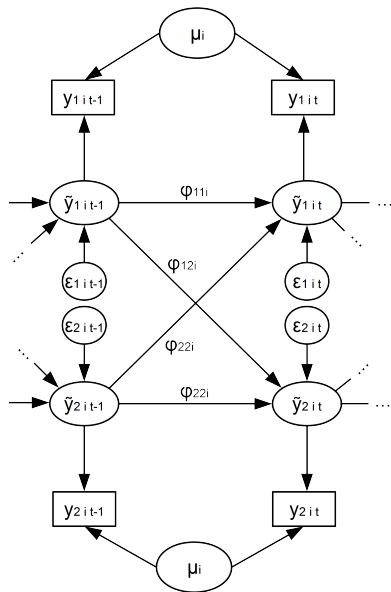 μi
y1 i t-1 y1 i t
φ11i
ỹ1 i t-1 ỹ1 i t ...
... ...
φ12i
ε1 i t-1 ε1 i t
ε2 i t-1 ε2 i t
φ22i
... ...
φ22i
ỹ2 i t-1 ỹ2 i t ...
y2 i t-1 y2 i t
μi